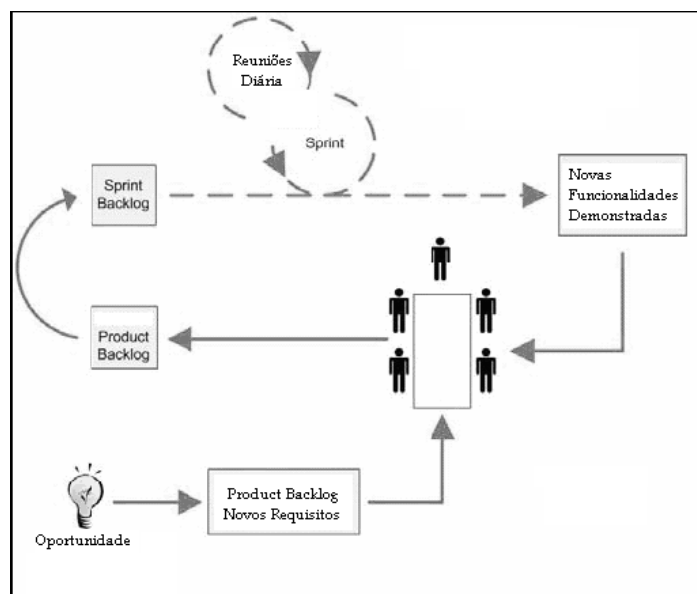 Reuniões
Diária
Sprint
Sprint
Backlog
Novas
Funcionalidades
Demonstradas
Product
Backlog
Product Backlog
Novos Requisitos
Oportunidade